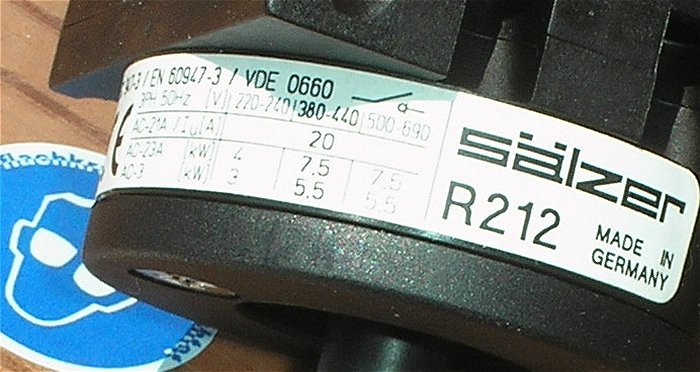 / EN 60947-3 / VDE 0660
3PH 50Hz [V] 220-240 380-440 500-690
AC-21A / Iu [A] 20
AC-23A [kW] 4 7.5 7.5
AC-3 [kW] 3 5.5 5.5
CE
sälzer
R212
MADE IN
GERMANY